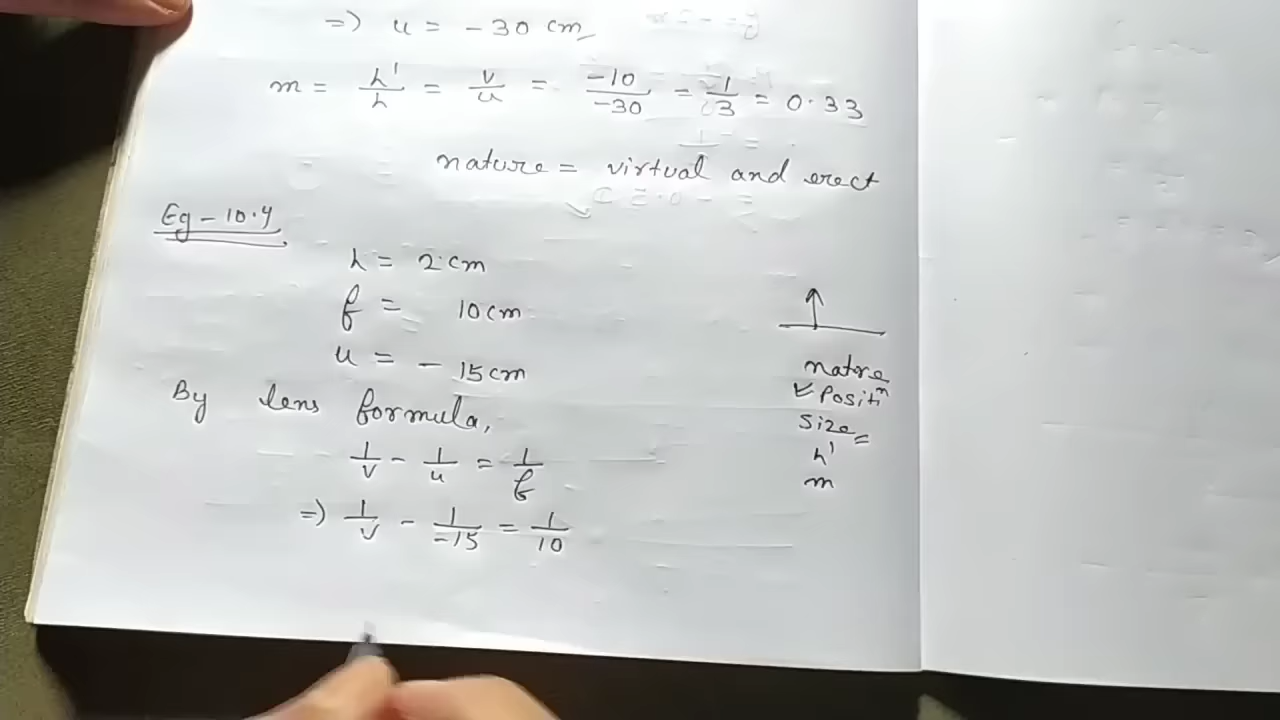 => u = -30 cm
m = h'/h = v/u = -10/-30 = 1/3 = 0.33
nature = virtual and erect
Eg - 10.4
h = 2 cm
f = 10 cm
u = - 15 cm
By lens formula,
1/v - 1/u = 1/f
=> 1/v - 1/-15 = 1/10
nature
Positn
size
h'
m